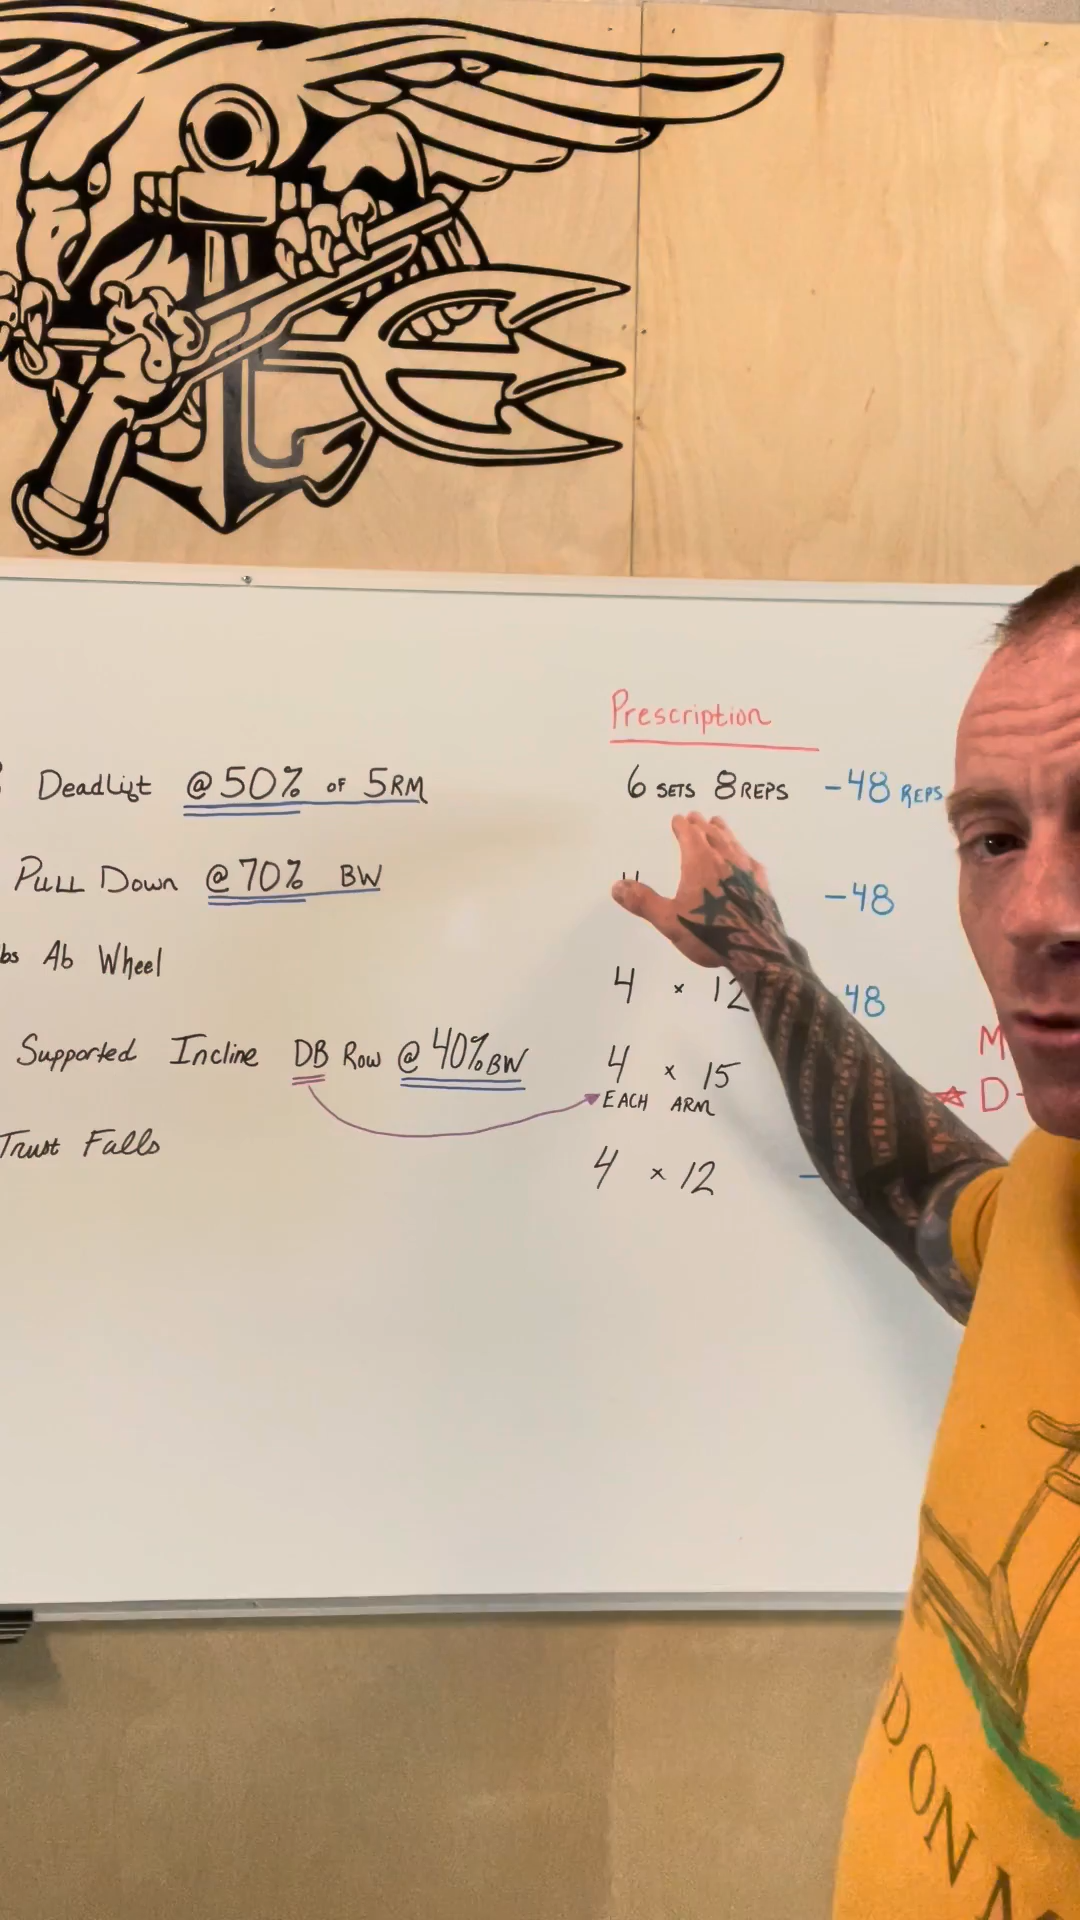 Prescription
Deadlift @ 50% OF 5RM 6 SETS 8 REPS -48 REPS
PULL DOWN @ 70% BW -48
Ab Wheel 4 x 12 48
Supported Incline DB Row @ 40% BW 4 x 15
EACH ARM
M
D-
Trust Falls 4 x 12 -
DONA